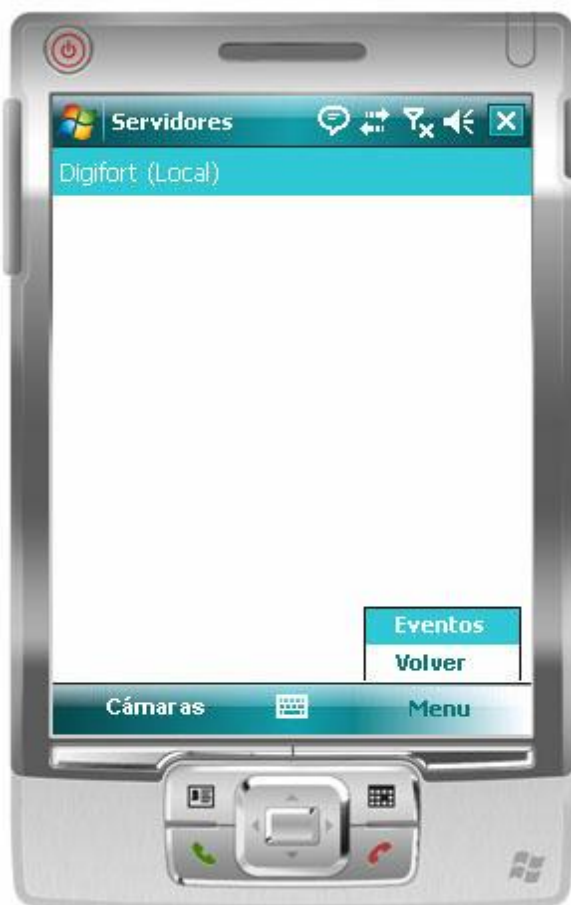 Servidores
Digifort (Local)
Eventos
Volver
Cámaras
Menu